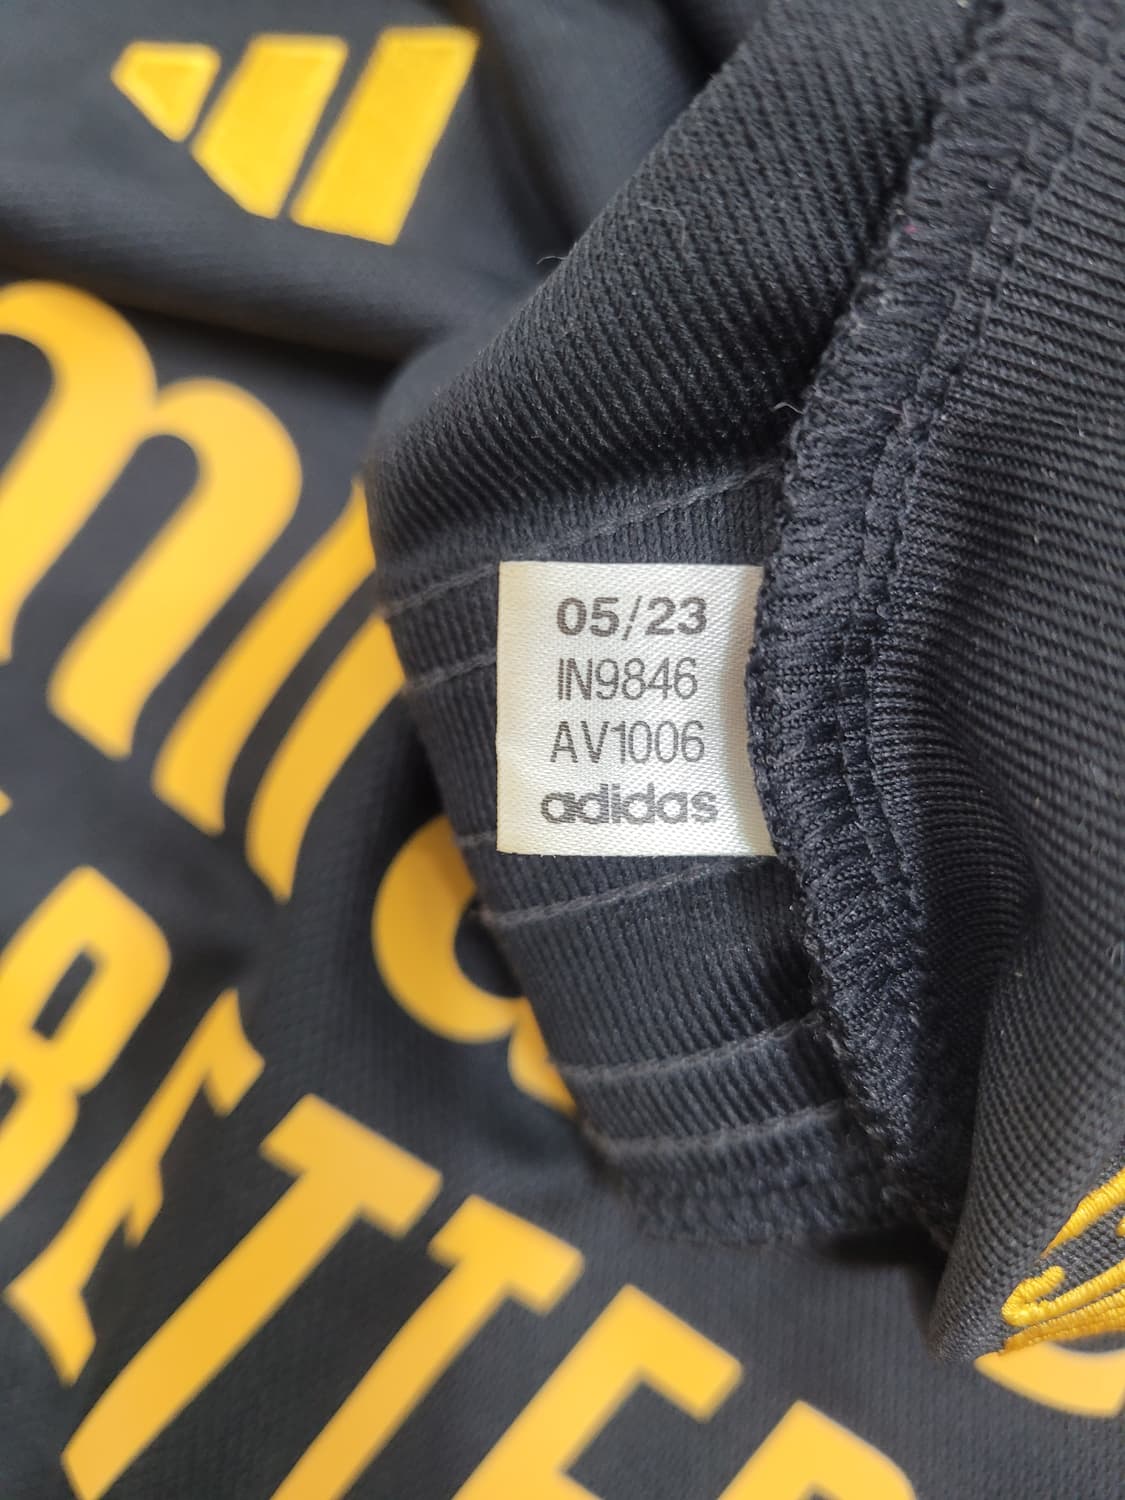 05/23
IN9846
AV1006
adidas
BETTER